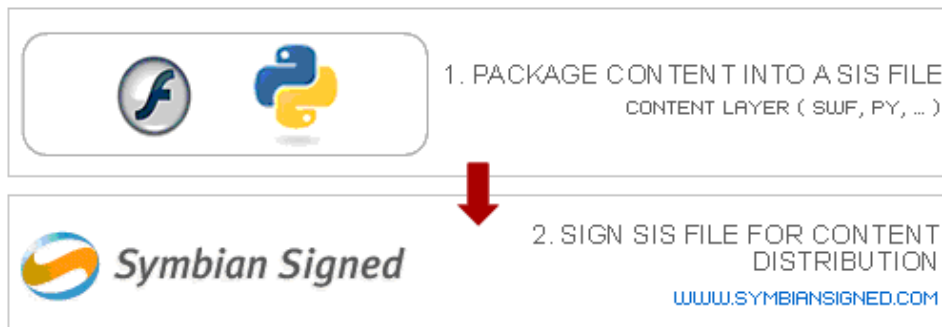 1. PACKAGE CONTENT INTO A SIS FILE
CONTENT LAYER ( SWF, PY, ... )
Symbian Signed
2. SIGN SIS FILE FOR CONTENT
DISTRIBUTION
WWW.SYMBIANSIGNED.COM